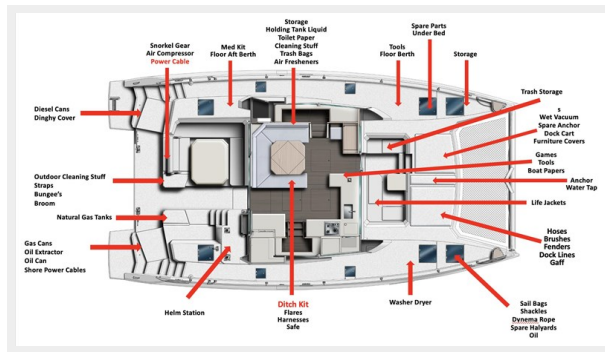 Storage
Holding Tank Liquid
Toilet Paper
Cleaning Stuff
Trash Bags
Air Fresheners
Spare Parts
Under Bed
Snorkel Gear
Air Compressor
Power Cable
Med Kit
Floor Aft Berth
Tools
Floor Berth
Storage
Trash Storage
Diesel Cans
Dinghy Cover
s
Wet Vacuum
Spare Anchor
Dock Cart
Furniture Covers
Games
Tools
Boat Papers
Outdoor Cleaning Stuff
Straps
Bungee's
Broom
Anchor
Water Tap
Life Jackets
Natural Gas Tanks
Hoses
Brushes
Fenders
Dock Lines
Gaff
Gas Cans
Oil Extractor
Oil Can
Shore Power Cables
Helm Station
Ditch Kit
Flares
Harnesses
Safe
Washer Dryer
Sail Bags
Shackles
Dynema Rope
Spare Halyards
Oil